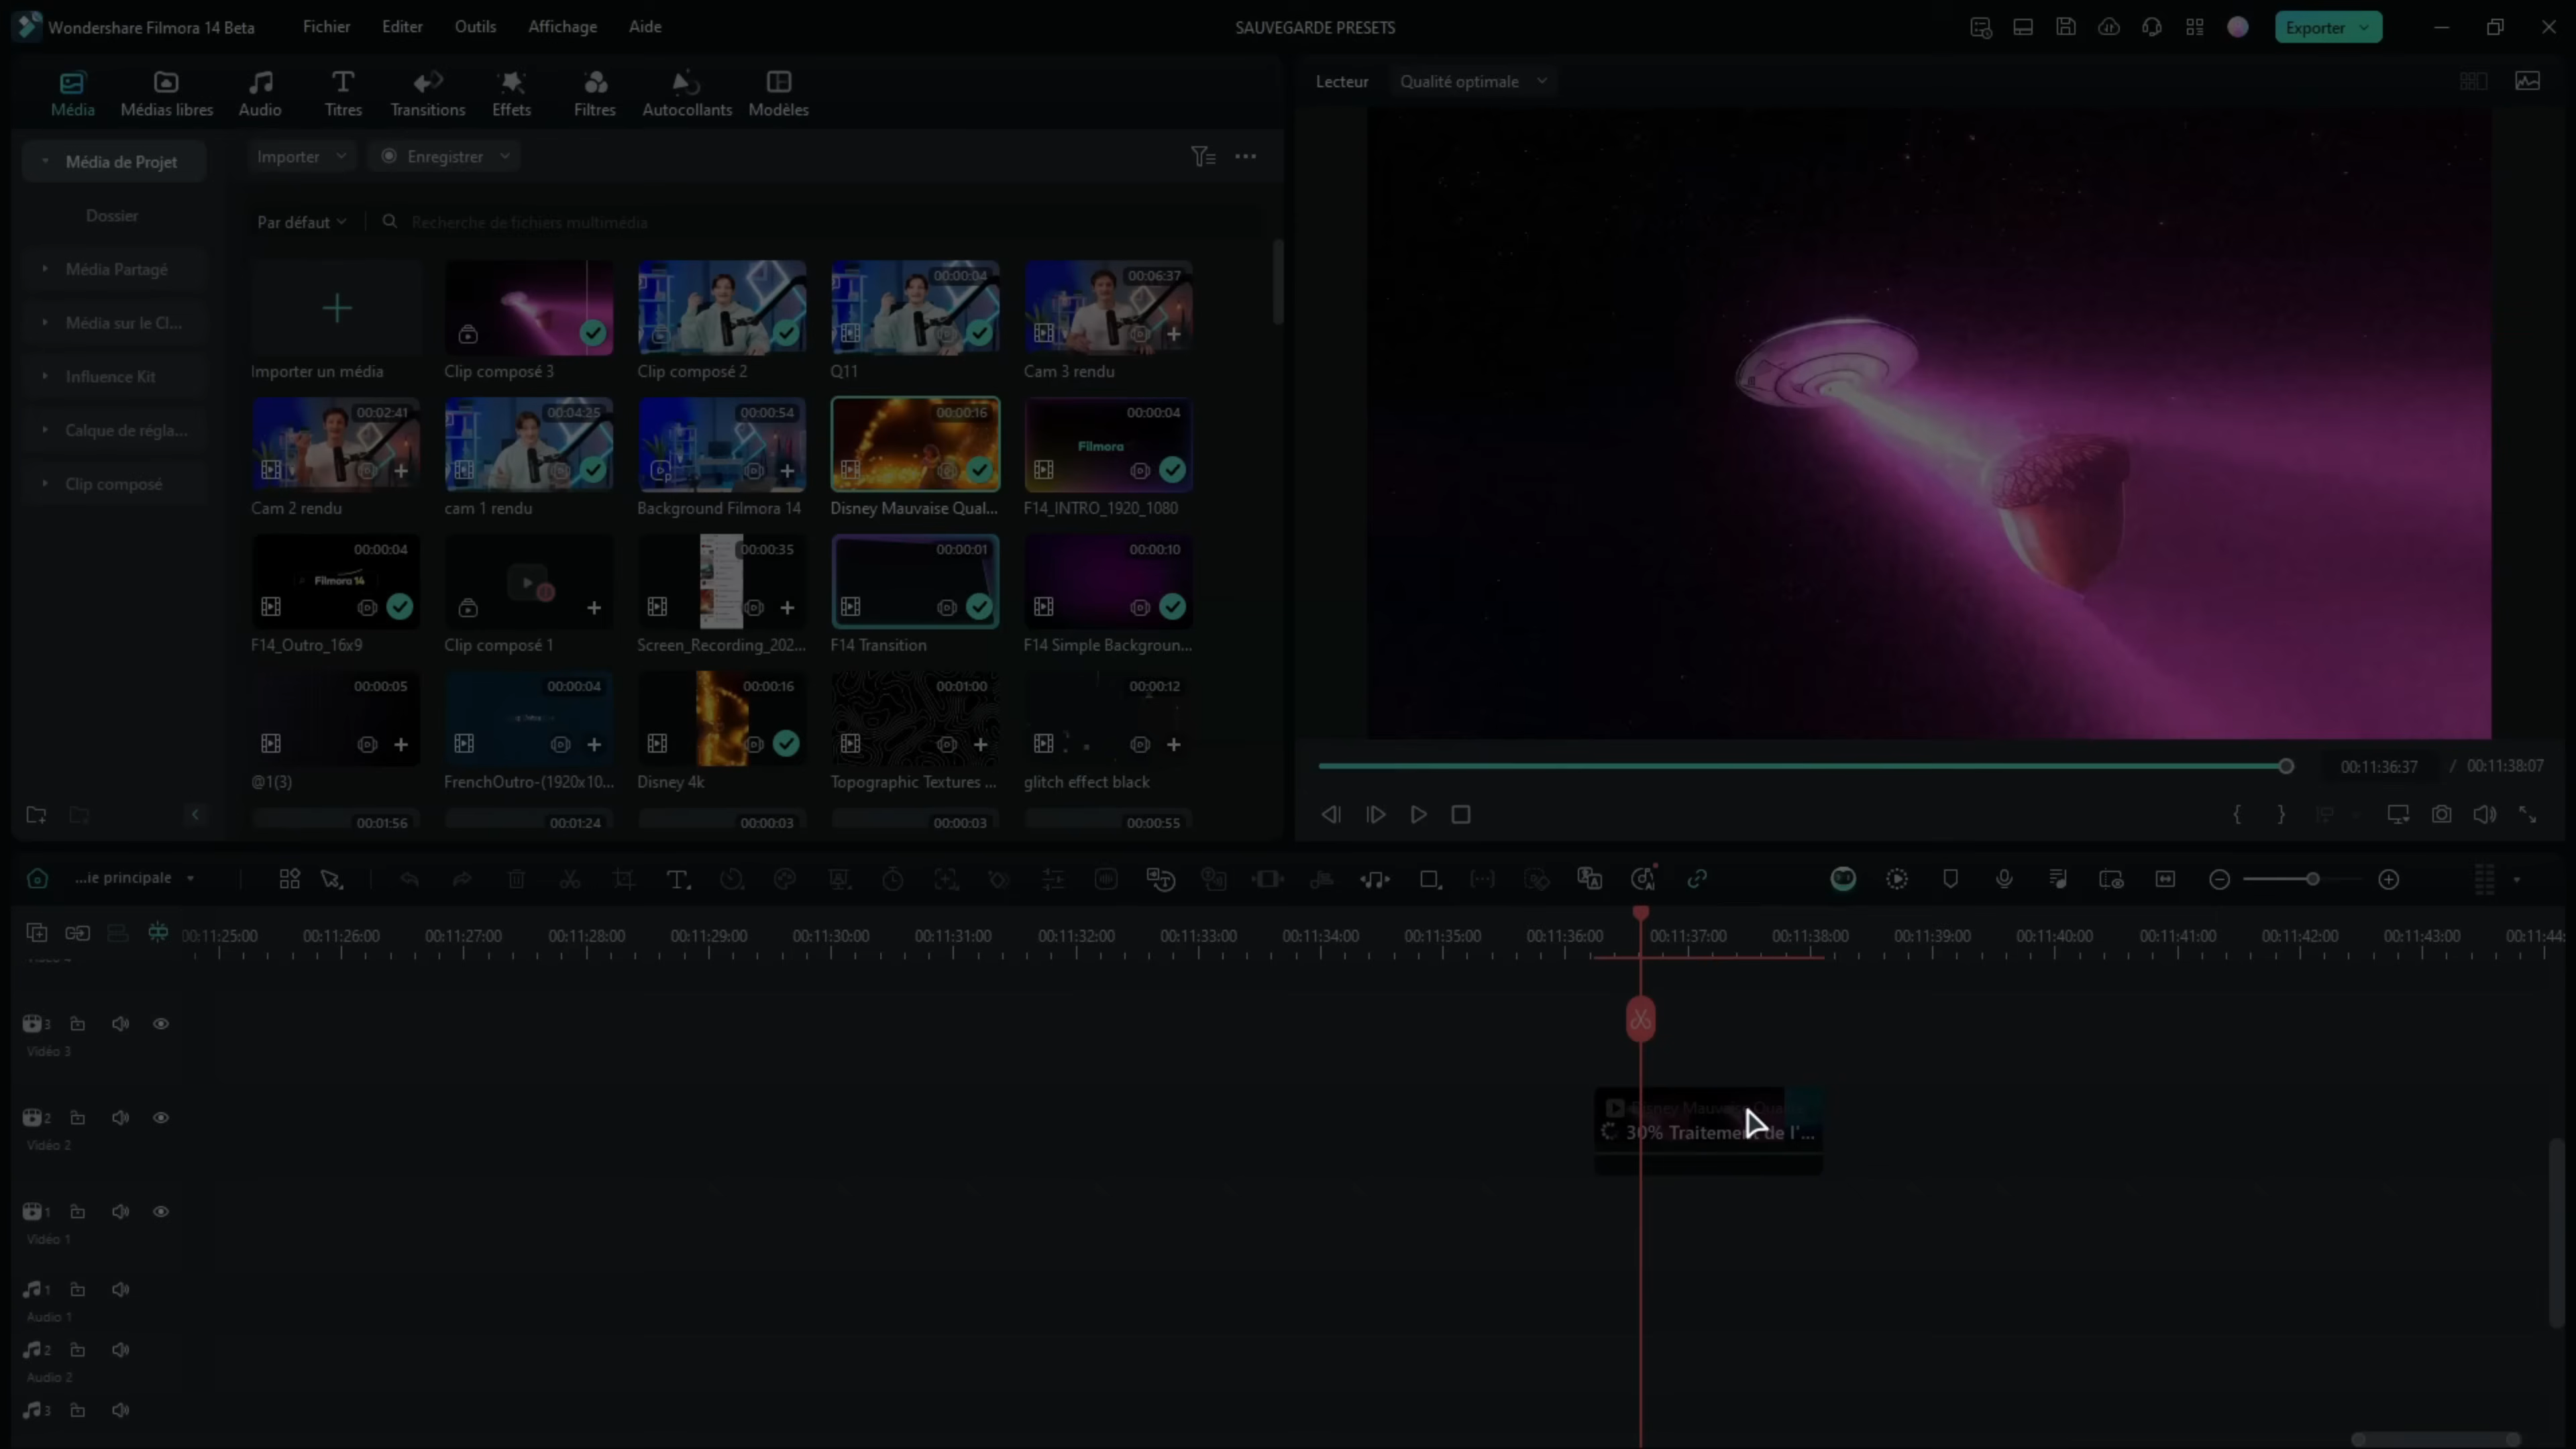 Wondershare Filmora 14 Beta
Fichier
Editer
Outils
Affichage
Aide
SAUVEGARDE PRESETS
Exporter
Média
Médias libres
Audio
Titres
Transitions
Effets
Filtres
Autocollants
Modèles
Lecteur
Qualité optimale
Média de Projet
Dossier
Média Partagé
Média sur le Cl...
Influence Kit
Calque de régla...
Clip composé
Importer
Enregistrer
Par défaut
Recherche de fichiers multimédia
00:00:04
00:06:37
Importer un média
Clip composé 3
Clip composé 2
Q11
Cam 3 rendu
00:02:41
00:04:25
00:00:54
00:00:16
00:00:04
Filmora
Cam 2 rendu
cam 1 rendu
Background Filmora 14
Disney Mauvaise Qual...
F14_INTRO_1920_1080
00:00:04
00:00:35
00:00:01
00:00:10
Filmora 14
F14_Outro_16x9
Clip composé 1
Screen_Recording_202...
F14 Transition
F14 Simple Backgroun...
00:00:05
00:00:04
00:00:16
00:01:00
00:00:12
@1(3)
FrenchOutro-(1920x10...
Disney 4k
Topographic Textures ...
glitch effect black
00:01:56
00:01:24
00:00:03
00:00:03
00:00:55
00:11:36:37 / 00:11:38:07
...ie principale
00:11:25:00
00:11:26:00
00:11:27:00
00:11:28:00
00:11:29:00
00:11:30:00
00:11:31:00
00:11:32:00
00:11:33:00
00:11:34:00
00:11:35:00
00:11:36:00
00:11:37:00
00:11:38:00
00:11:39:00
00:11:40:00
00:11:41:00
00:11:42:00
00:11:43:00
00:11:44:
3
Vidéo 3
2
Vidéo 2
Disney Mauvaise Qua
30% Traitement de l'...
1
Vidéo 1
1
Audio 1
2
Audio 2
3